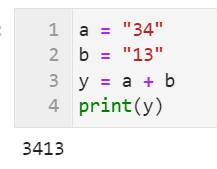 1 a = "34"
2 b = "13"
3 y = a + b
4 print(y)
3413